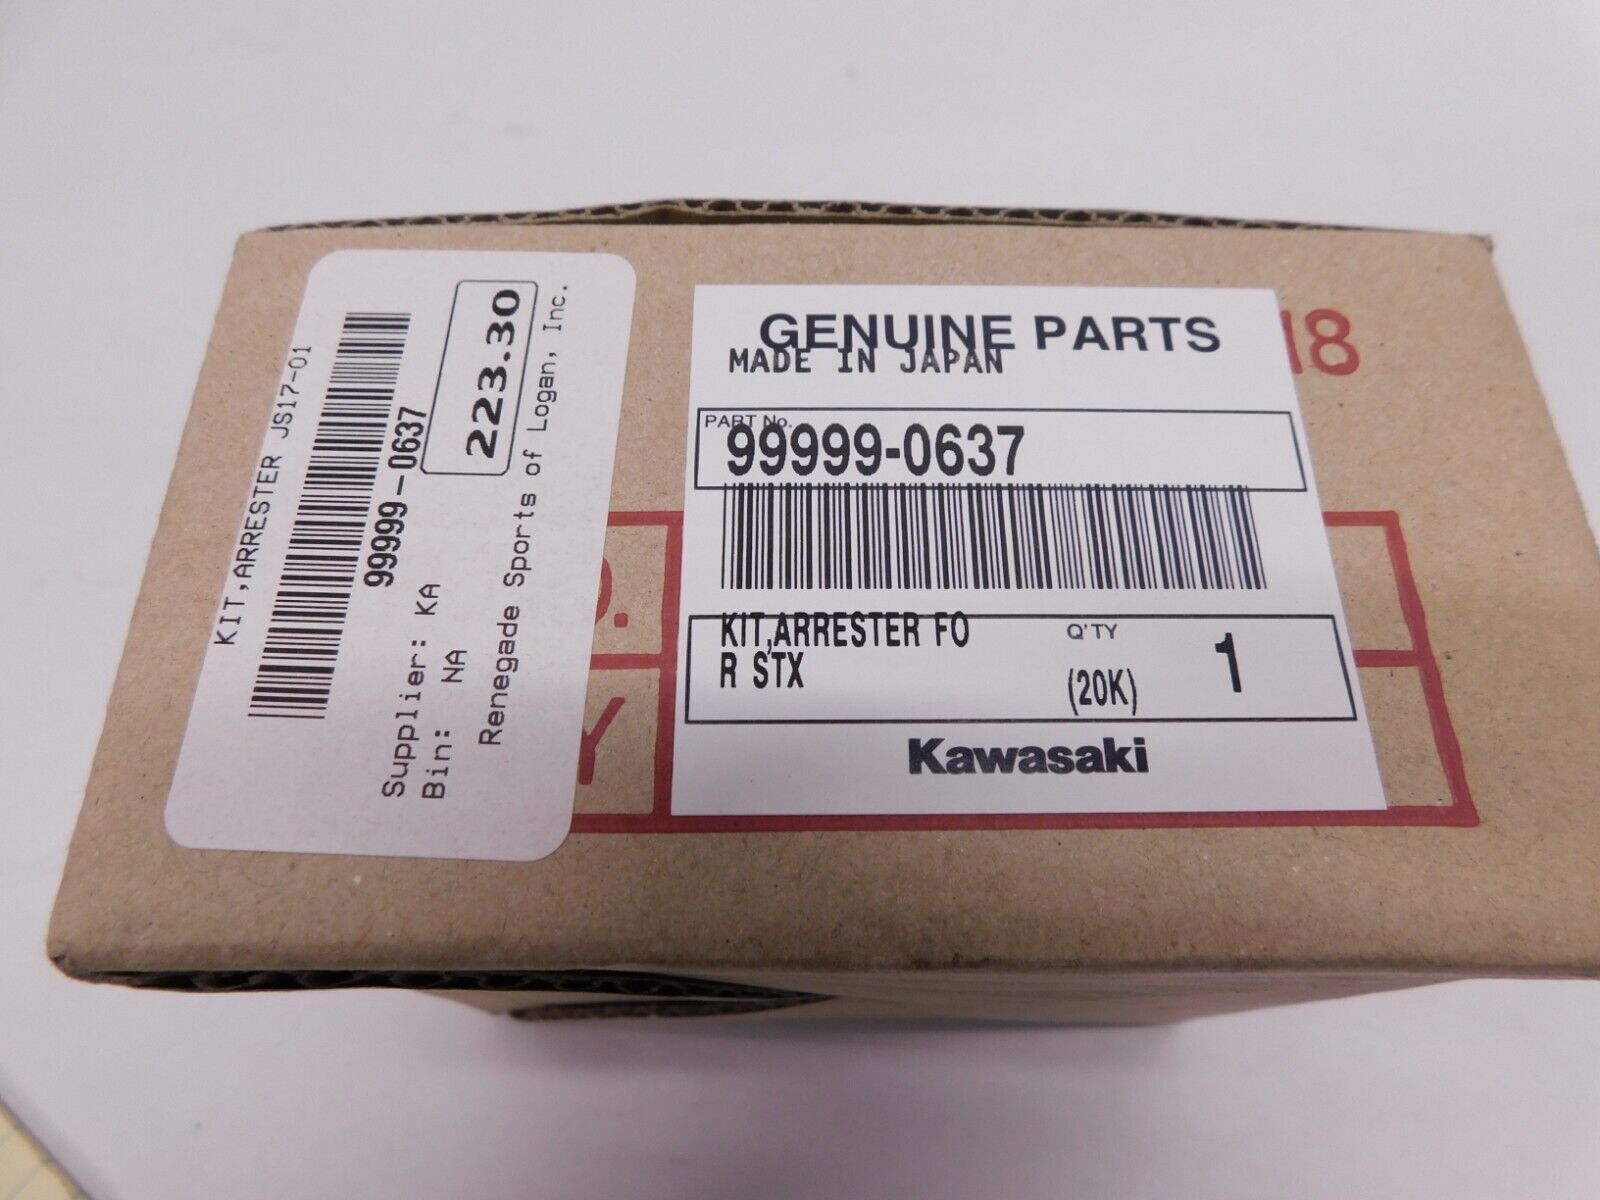 KIT,ARRESTER JS17-01
99999-0637
223.30
Supplier: KA
Bin: NA
Renegade Sports of Logan, Inc.
GENUINE PARTS
MADE IN JAPAN
PART No.
99999-0637
KIT,ARRESTER FO
R STX
Q'TY
(20K)
1
Kawasaki
18
O.
Y